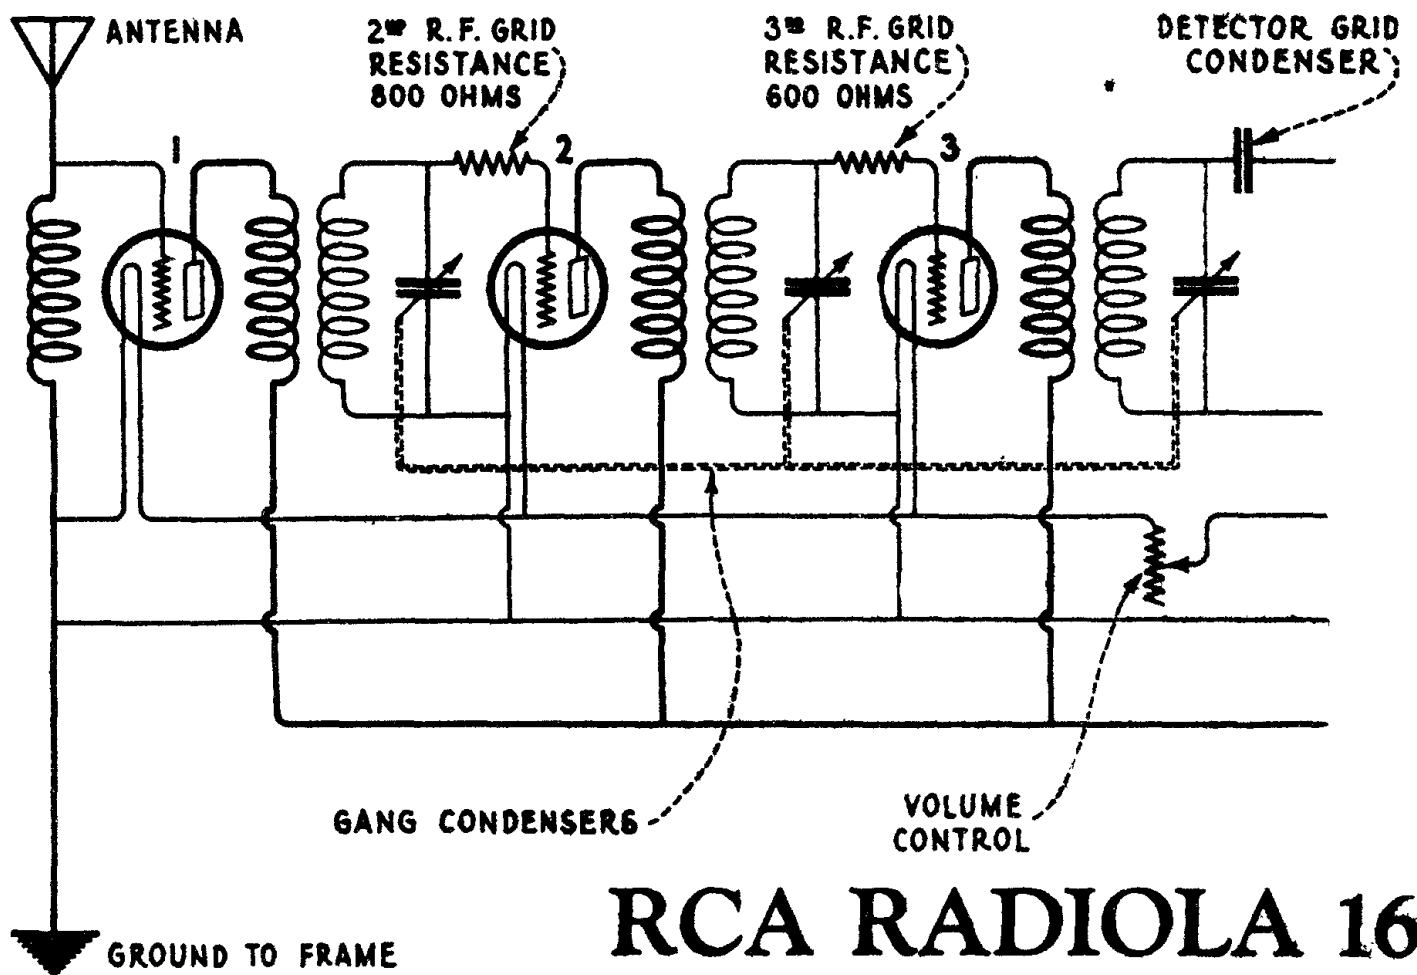 ANTENNA
2ND R.F. GRID
RESISTANCE
800 OHMS
3RD R.F. GRID
RESISTANCE
600 OHMS
DETECTOR GRID
CONDENSER
1
2
3
GANG CONDENSERS
VOLUME
CONTROL
RCA RADIOLA 16
GROUND TO FRAME